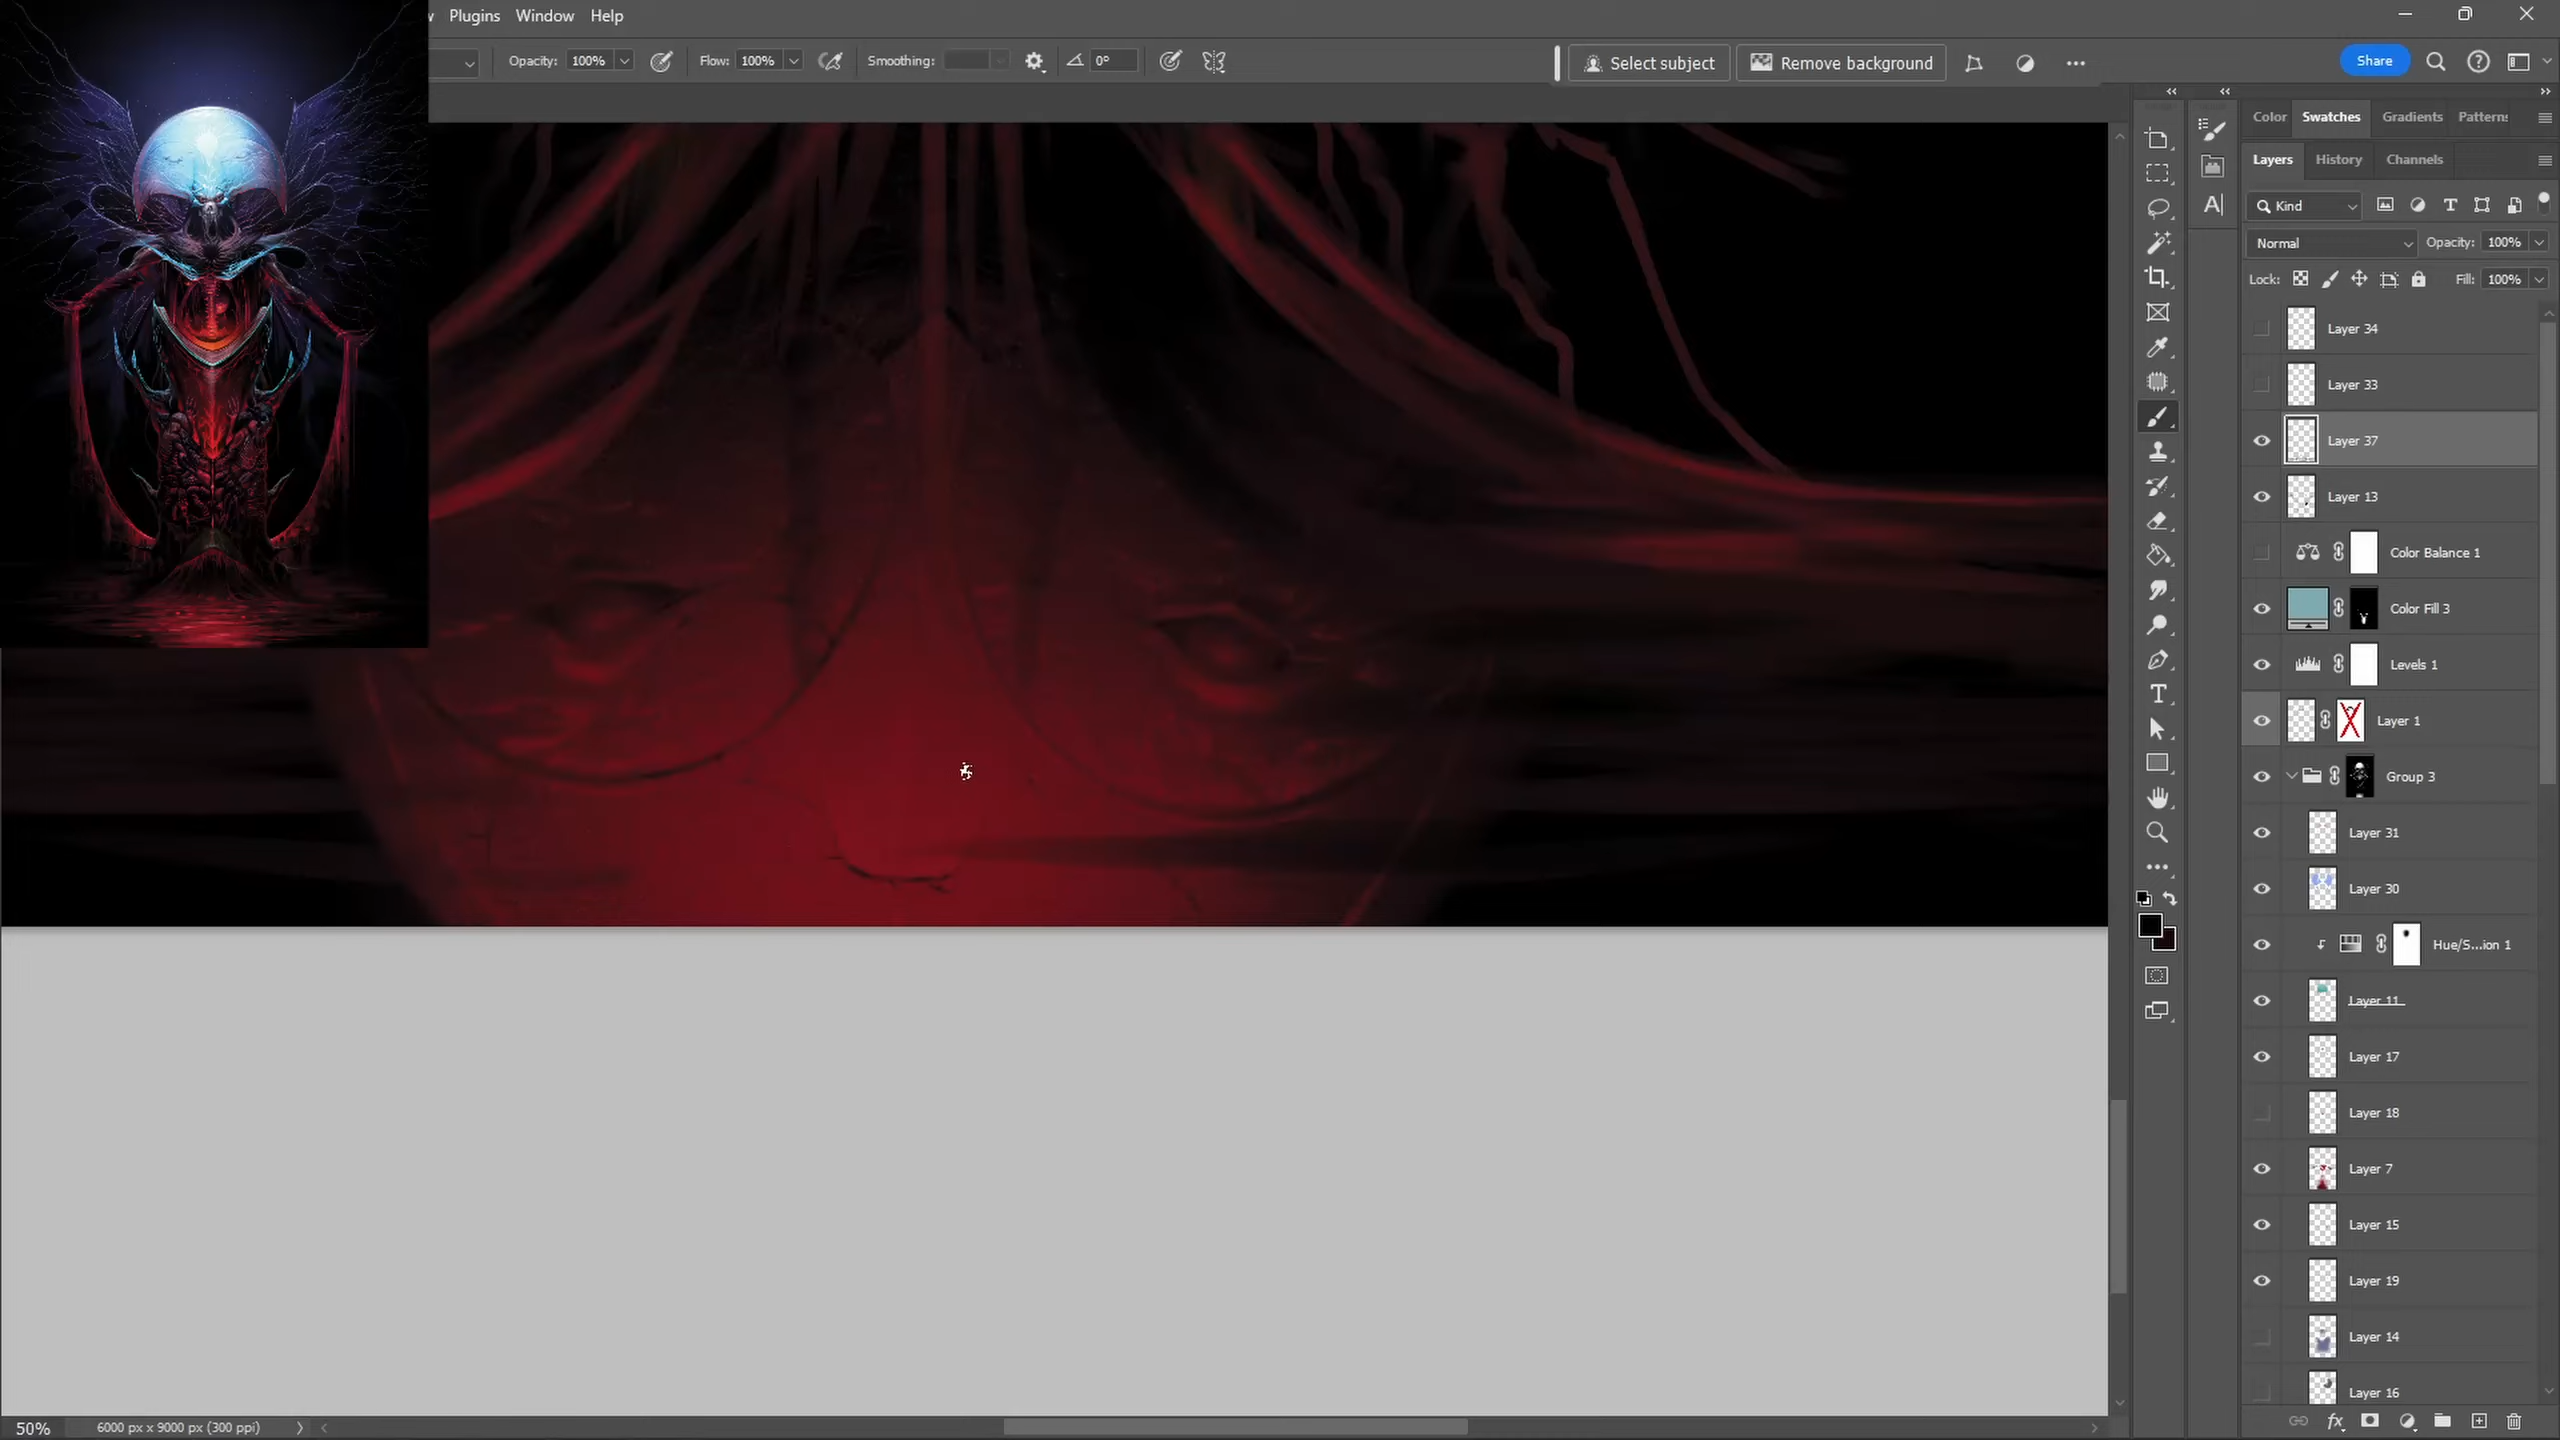 Plugins Window Help
Opacity: 100% Flow: 100% Smoothing: 0° Select subject Remove background Share
Color Swatches Gradients Patterns
Layers History Channels
Kind
Normal Opacity: 100%
Lock: Fill: 100%
Layer 34
Layer 33
Layer 37
Layer 13
Color Balance 1
Color Fill 3
Levels 1
Layer 1
Group 3
Layer 31
Layer 30
Hue/S...ion 1
Layer 11
Layer 17
Layer 18
Layer 7
Layer 15
Layer 19
Layer 14
Layer 16
50% 6000 px x 9000 px (300 ppi)